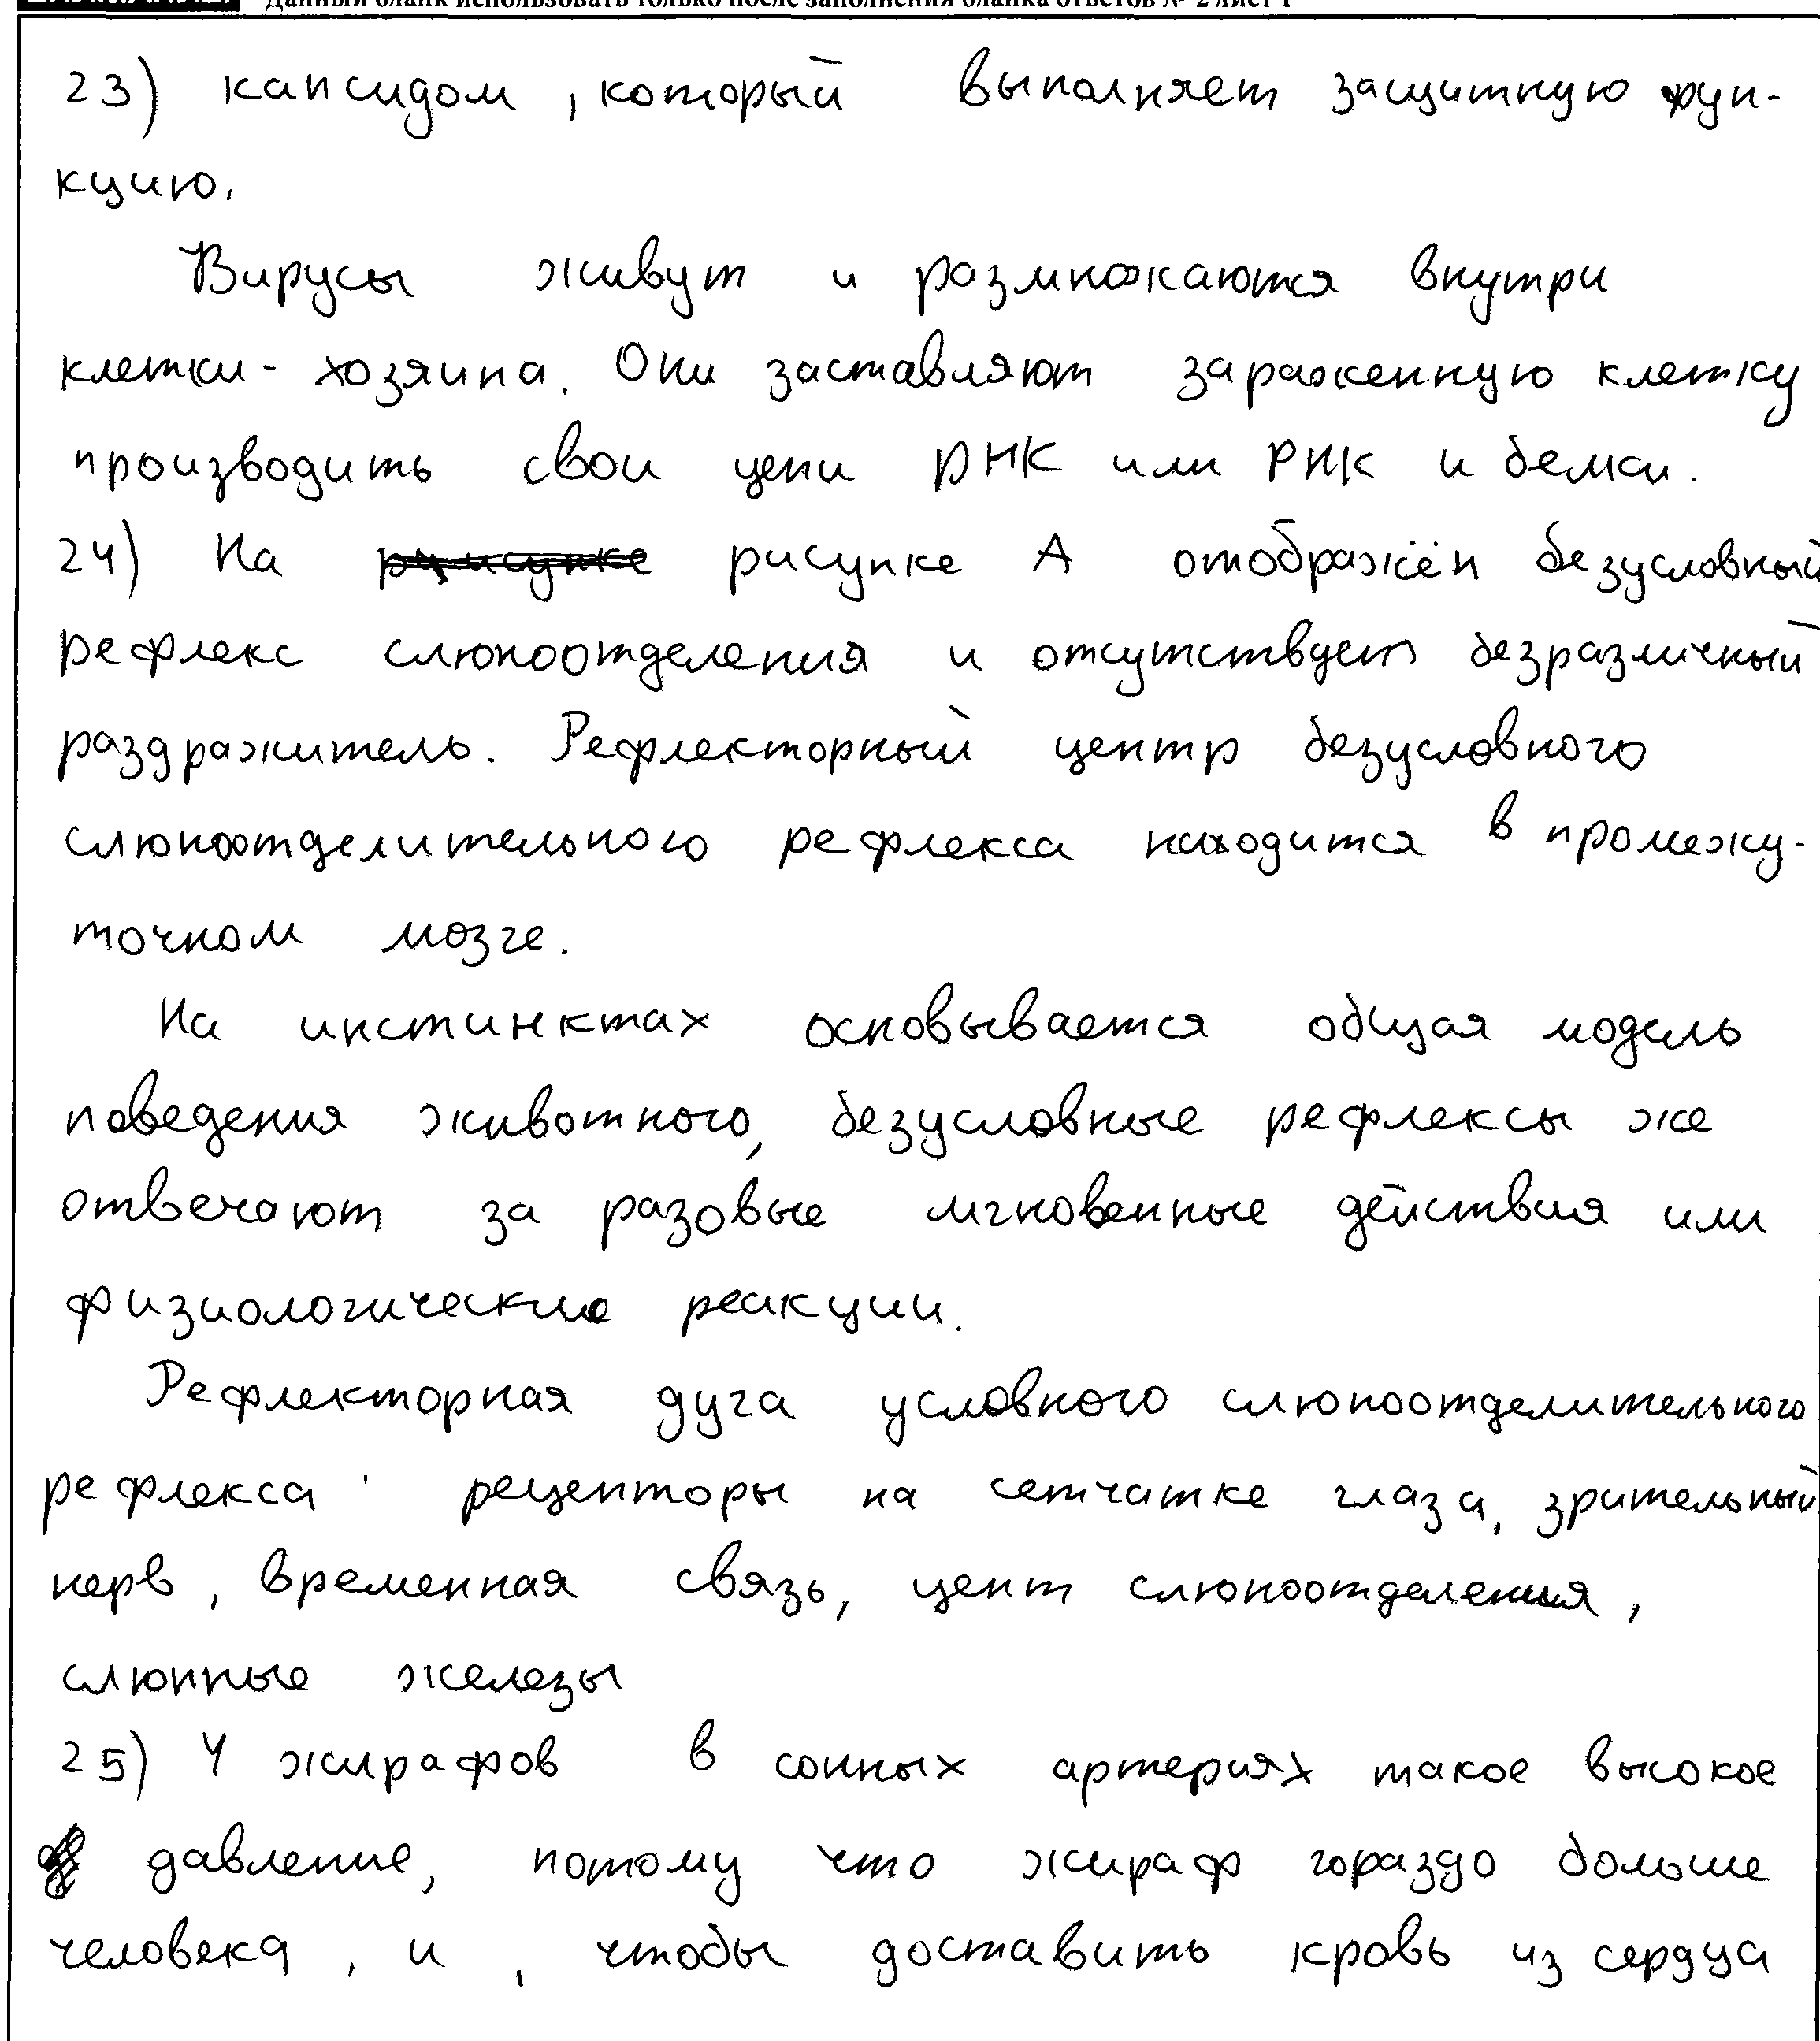 Данный бланк использовать только после заполнения бланка ответов № 2 лист 1
23) капсидом, который выполняет защитную фун-
кцию.
Вирусы живут и размножаются внутри
клетки-хозяина. Они заставляют зараженную клетку
производить свои цепи РНК или РНК и белки.
24) На рисунке А отображён безусловный
рефлекс слюноотделения и отсутствует безразличный
раздражитель. Рефлекторный центр безусловного
слюноотделительного рефлекса находится в промежу-
точном мозге.
На инстинктах основывается общая модель
поведения животного, безусловные рефлексы же
отвечают за разовые мгновенные действия или
физиологические реакции.
Рефлекторная дуга условного слюноотделительного
рефлекса: рецепторы на сетчатке глаза, зрительный
нерв, временная связь, цент слюноотделения,
слюнные железы
25) У жирафов в сонных артериях такое высокое
давление, потому что жираф гораздо больше
человека, и, чтобы доставить кровь из сердца